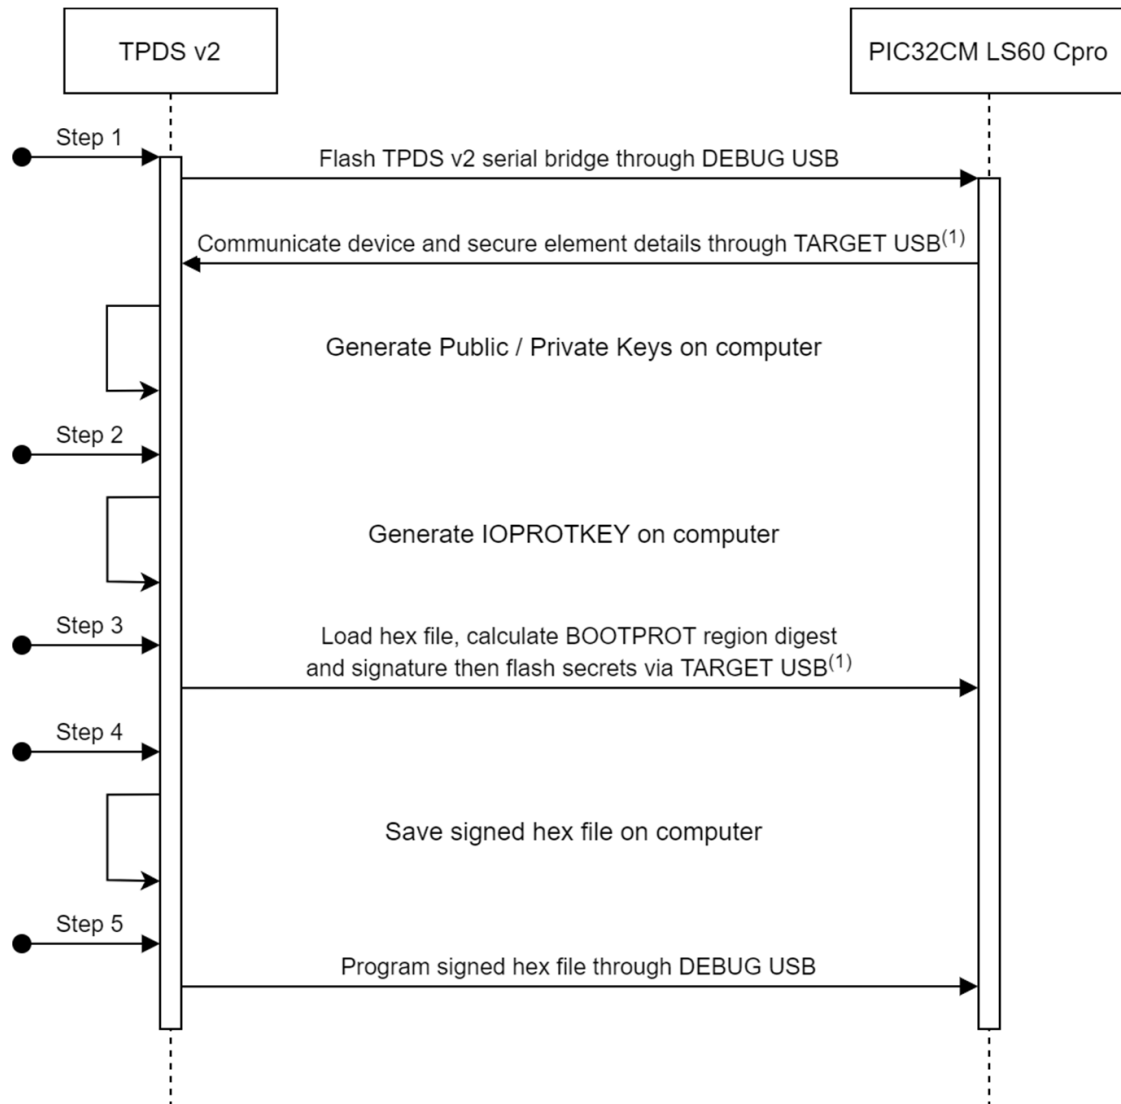 TPDS v2
PIC32CM LS60 Cpro
Step 1
Flash TPDS v2 serial bridge through DEBUG USB
Communicate device and secure element details through TARGET USB(1)
Generate Public / Private Keys on computer
Step 2
Generate IOPROTKEY on computer
Step 3
Load hex file, calculate BOOTPROT region digest
and signature then flash secrets via TARGET USB(1)
Step 4
Save signed hex file on computer
Step 5
Program signed hex file through DEBUG USB